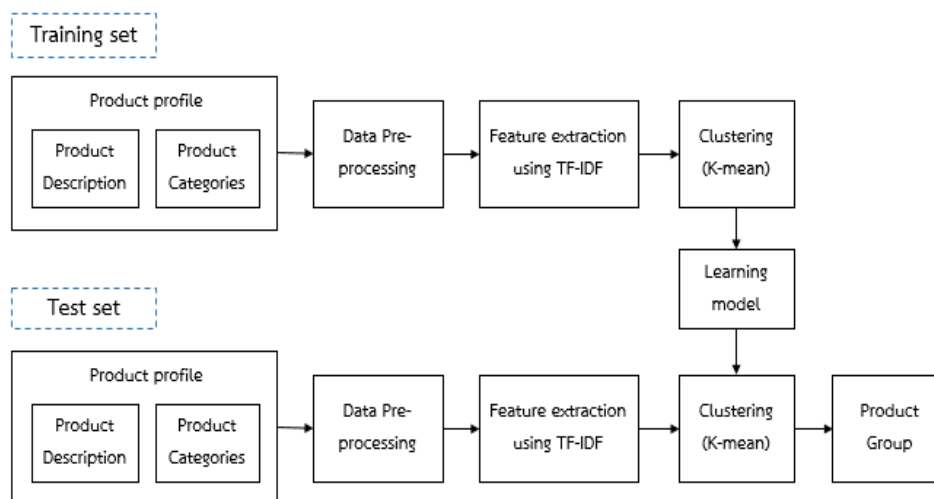 Training set
Product profile
Product
Description
Product
Categories
Data Pre-
processing
Feature extraction
using TF-IDF
Clustering
(K-mean)
Learning
model
Test set
Product profile
Product
Description
Product
Categories
Data Pre-
processing
Feature extraction
using TF-IDF
Clustering
(K-mean)
Product
Group